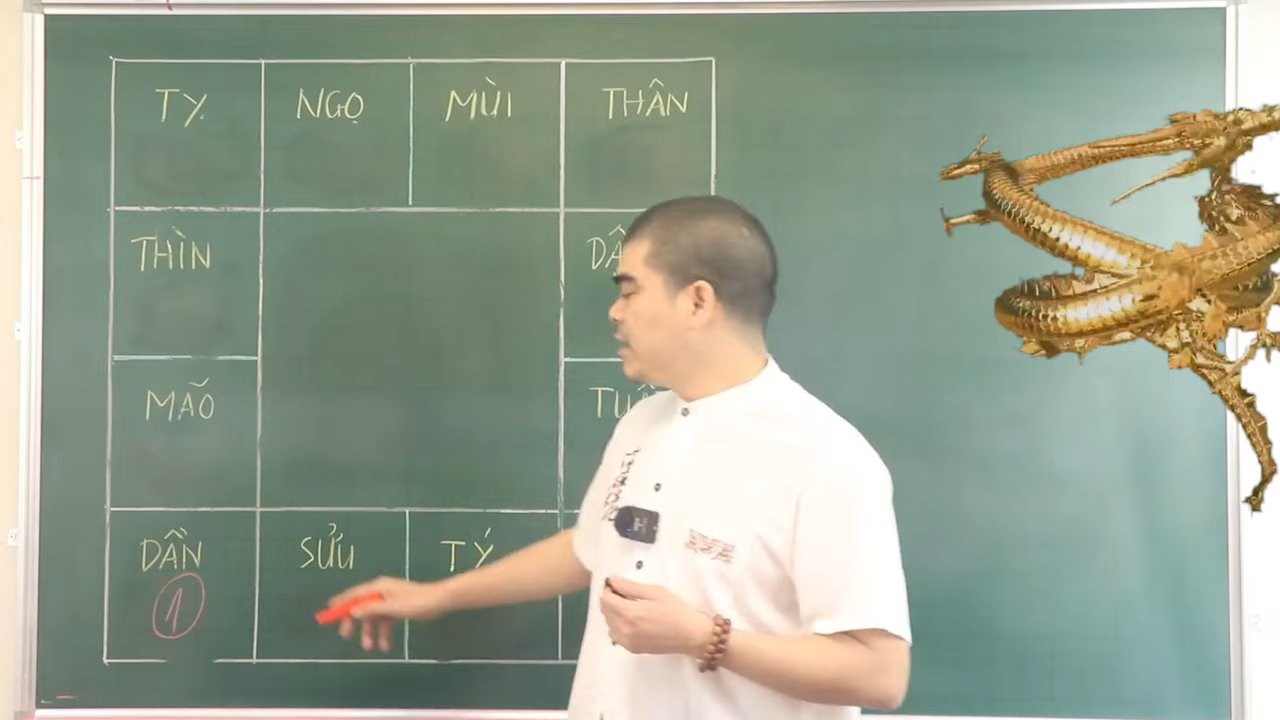 TỴ NGỌ MÙI THÂN
THÌN
MÃO
DẦN SỬU TÝ
1